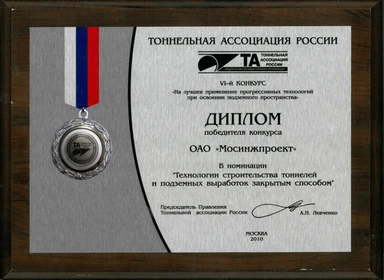 ТОННЕЛЬНАЯ АССОЦИАЦИЯ РОССИИ
ТА
ТОННЕЛЬНАЯ
АССОЦИАЦИЯ
РОССИИ
VI-й КОНКУРС
«На лучшее применение прогрессивных технологий
при освоении подземного пространства»
ДИПЛОМ
победителя конкурса
ОАО «Мосинжпроект»
В номинации
"Технологии строительства тоннелей
и подземных выработок закрытым способом"
Председатель Правления
Тоннельной ассоциации России
А.Н. Левченко
МОСКВА
2010
ТА